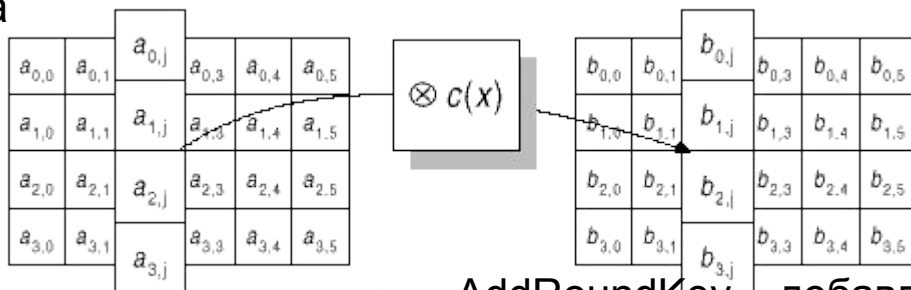 а
a0,0 a0,1 a0,j a0,3 a0,4 a0,5
a1,0 a1,1 a1,j a1,3 a1,4 a1,5
a2,0 a2,1 a2,j a2,3 a2,4 a2,5
a3,0 a3,1 a3,j a3,3 a3,4 a3,5
⊗ c(x)
b0,0 b0,1 b0,j b0,3 b0,4 b0,5
b1,0 b1,1 b1,j b1,3 b1,4 b1,5
b2,0 b2,1 b2,j b2,3 b2,4 b2,5
b3,0 b3,1 b3,j b3,3 b3,4 b3,5
AddRoundKey